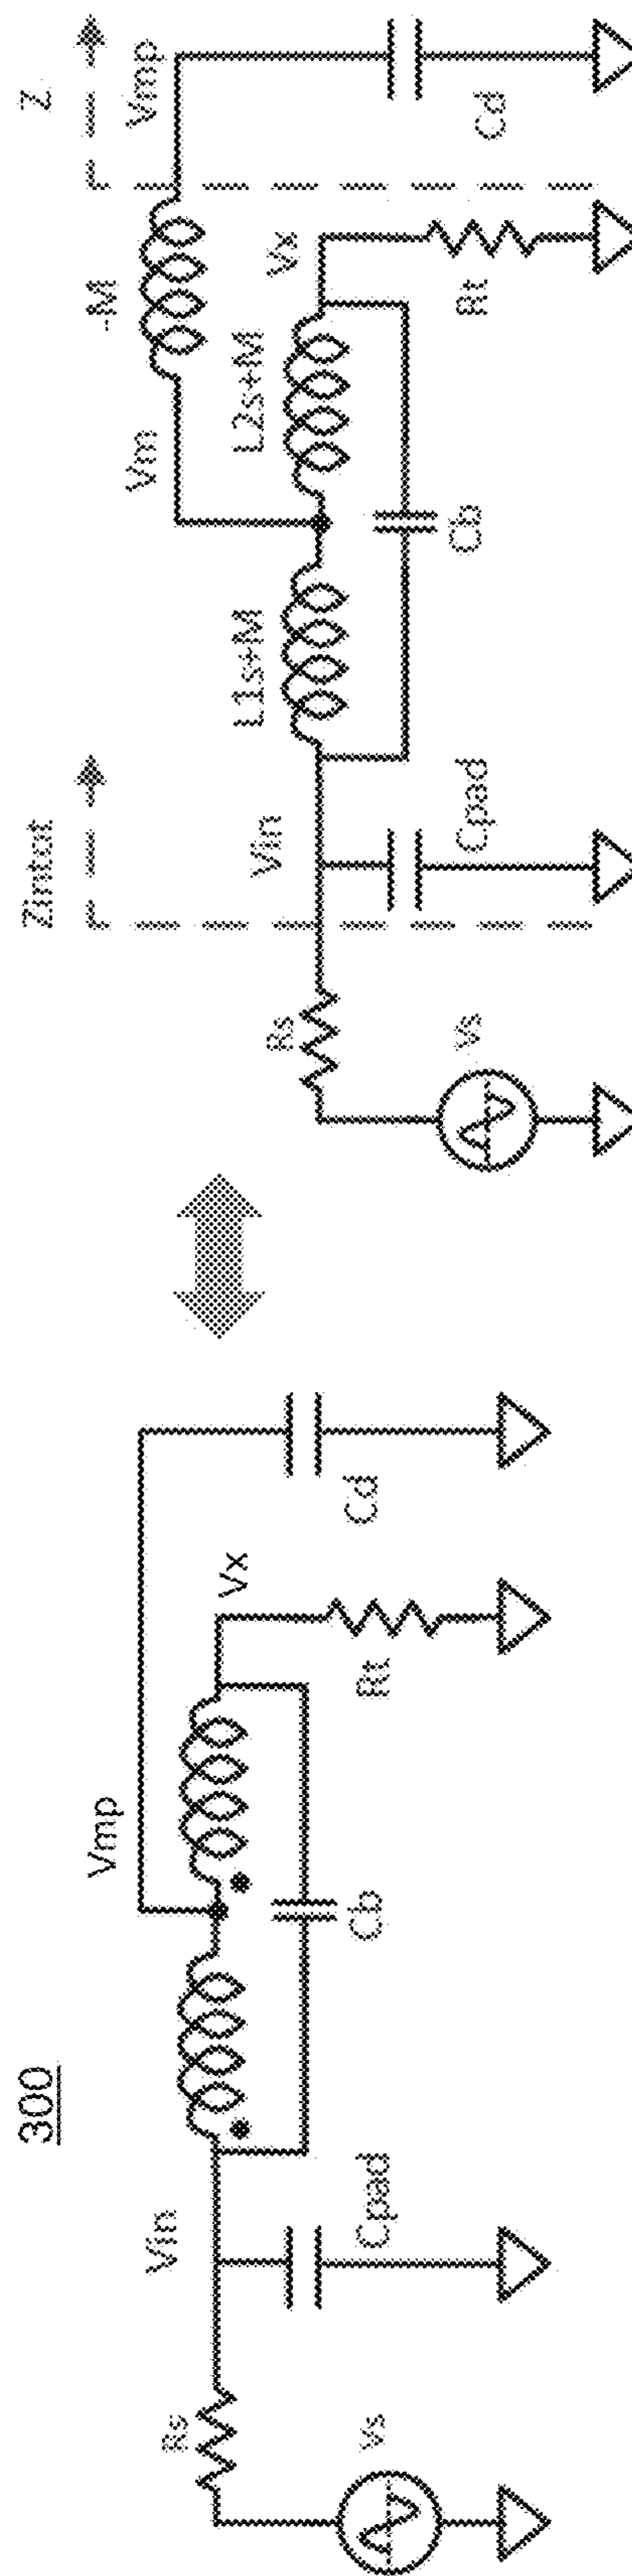 300
Vs
Rs
Vin
Cpad
Cb
Vmp
Vx
Rt
Cd
Zintot
Z
Vs
Rs
Vin
Cpad
L1s+M
Vm
-M
L2s+M
Cb
Vx
Rt
Vmp
Cd